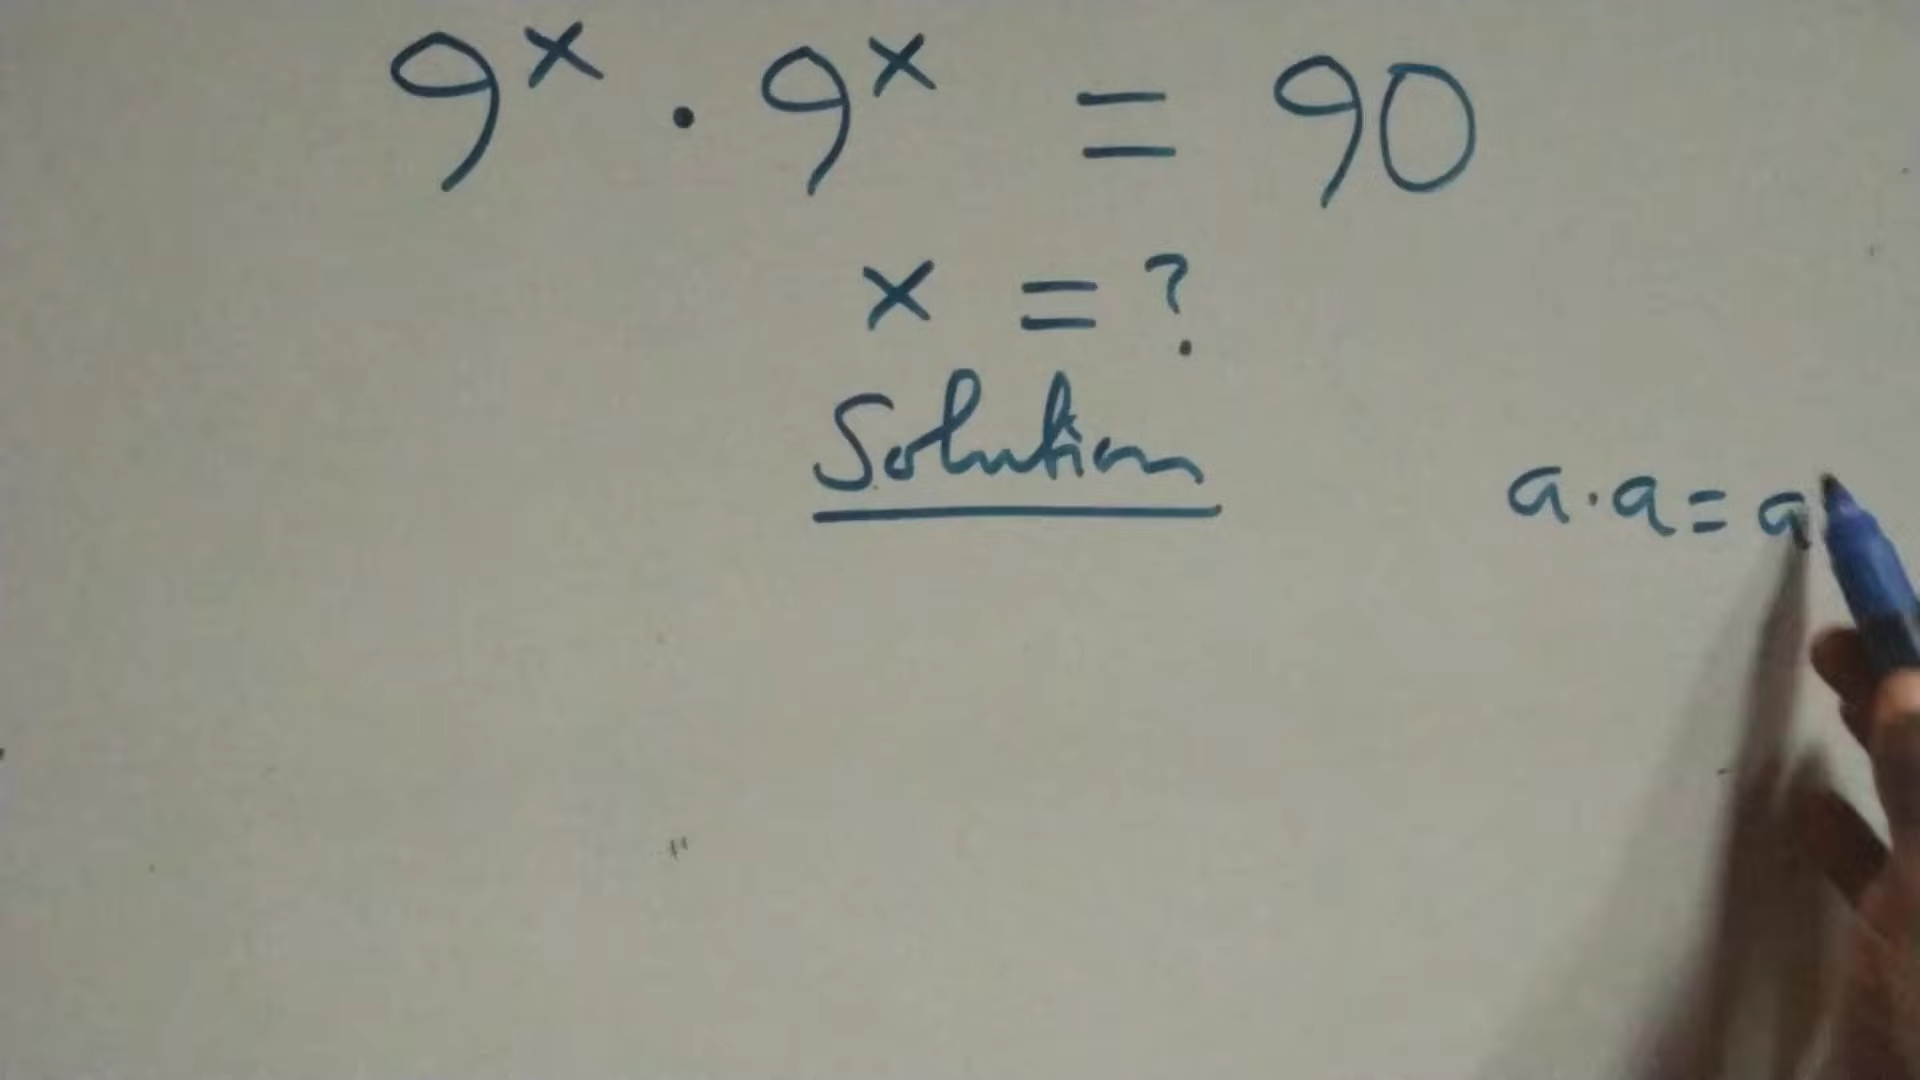 9^x · 9^x = 90
x = ?
Solution
a · a = a